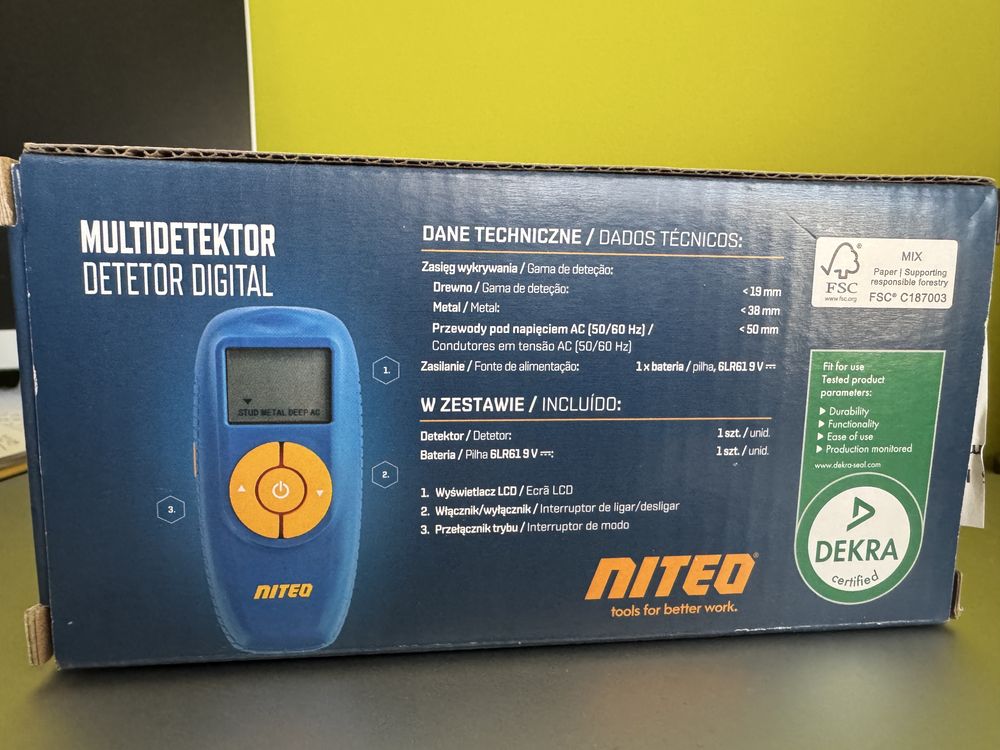 MULTIDETEKTOR
DETETOR DIGITAL
STUD METAL DEEP AC
NITEO
1.
2.
3.
DANE TECHNICZNE / DADOS TÉCNICOS:
Zasięg wykrywania / Gama de deteção:
Drewno / Gama de deteção: < 19 mm
Metal / Metal: < 38 mm
Przewody pod napięciem AC (50/60 Hz) / < 50 mm
Condutores em tensão AC (50/60 Hz)
Zasilanie / Fonte de alimentação: 1 x bateria / pilha, 6LR61 9 V ⎓
W ZESTAWIE / INCLUÍDO:
Detektor / Detetor: 1 szt. / unid.
Bateria / Pilha 6LR61 9 V ⎓: 1 szt. / unid.
1. Wyświetlacz LCD / Ecrã LCD
2. Włącznik/wyłącznik / Interruptor de ligar/desligar
3. Przełącznik trybu / Interruptor de modo
NITEO®
tools for better work.
FSC®
www.fsc.org
MIX
Paper | Supporting
responsible forestry
FSC® C187003
Fit for use
Tested product
parameters:
▶ Durability
▶ Functionality
▶ Ease of use
▶ Production monitored
www.dekra-seal.com
DEKRA
certified